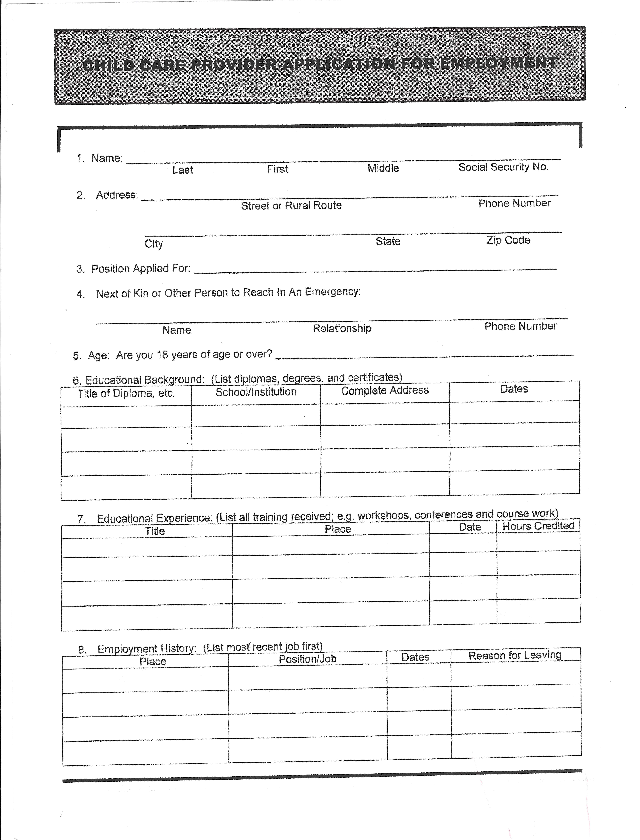 CHILD CARE PROVIDER APPLICATION FOR EMPLOYMENT
1. Name:
Last First Middle Social Security No.
2. Address:
Street or Rural Route Phone Number
City State Zip Code
3. Position Applied For:
4. Next of Kin or Other Person to Reach In An Emergency:
Name Relationship Phone Number
5. Age: Are you 18 years of age or over?
6. Educational Background: (List diplomas, degrees, and certificates)
Title of Diploma, etc. School/Institution Complete Address Dates
7. Educational Experience: (List all training received; e.g. workshops, conferences and course work)
Title Place Date Hours Credited
8. Employment History: (List most recent job first)
Place Position/Job Dates Reason for Leaving